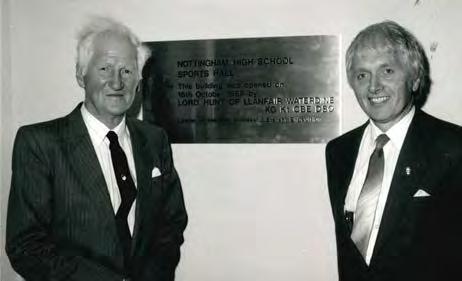 NOTTINGHAM HIGH SCHOOL
SPORTS HALL
This building was opened on
October by
LORD HUNT OF LLANFAIR WATERDINE
KG Kt CBE DSO